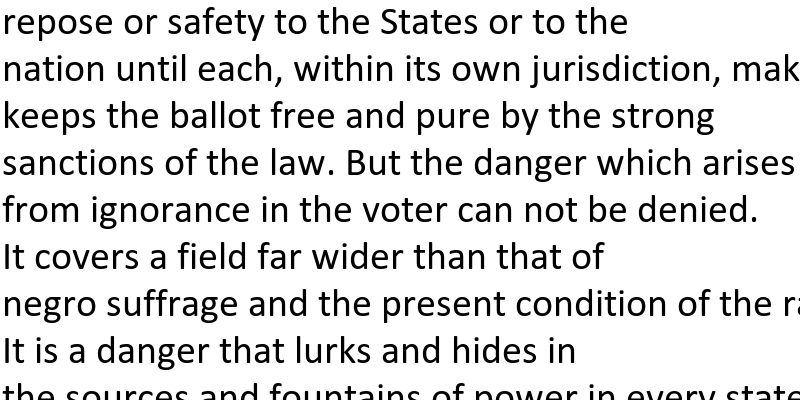 repose or safety to the States or to the
nation until each, within its own jurisdiction, mak
keeps the ballot free and pure by the strong
sanctions of the law. But the danger which arises
from ignorance in the voter can not be denied.
It covers a field far wider than that of
negro suffrage and the present condition of the ra
It is a danger that lurks and hides in
the sources and fountains of power in every state